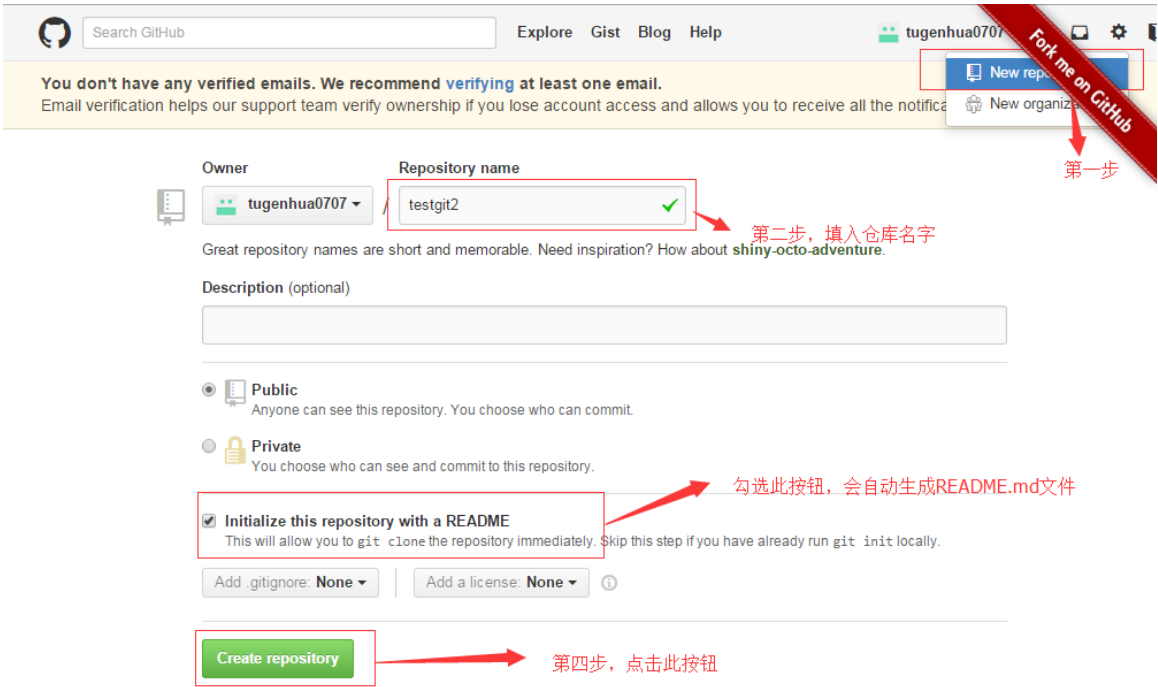 Search GitHub
Explore Gist Blog Help
tugenhua0707
Fork me on GitHub
You don't have any verified emails. We recommend verifying at least one email.
Email verification helps our support team verify ownership if you lose account access and allows you to receive all the
New
New
第一步
Owner
Repository name
tugenhua0707 / testgit2
第二步，填入仓库名字
Great repository names are short and memorable. Need inspiration? How about shiny-octo-adventure.
Description (optional)
Public
Anyone can see this repository. You choose who can commit.
Private
You choose who can see and commit to this repository.
勾选此按钮，会自动生成README.md文件
Initialize this repository with a README
This will allow you to git clone the repository immediately. Skip this step if you have already run git init locally.
Add .gitignore: None
Add a license: None
Create repository
第四步，点击此按钮